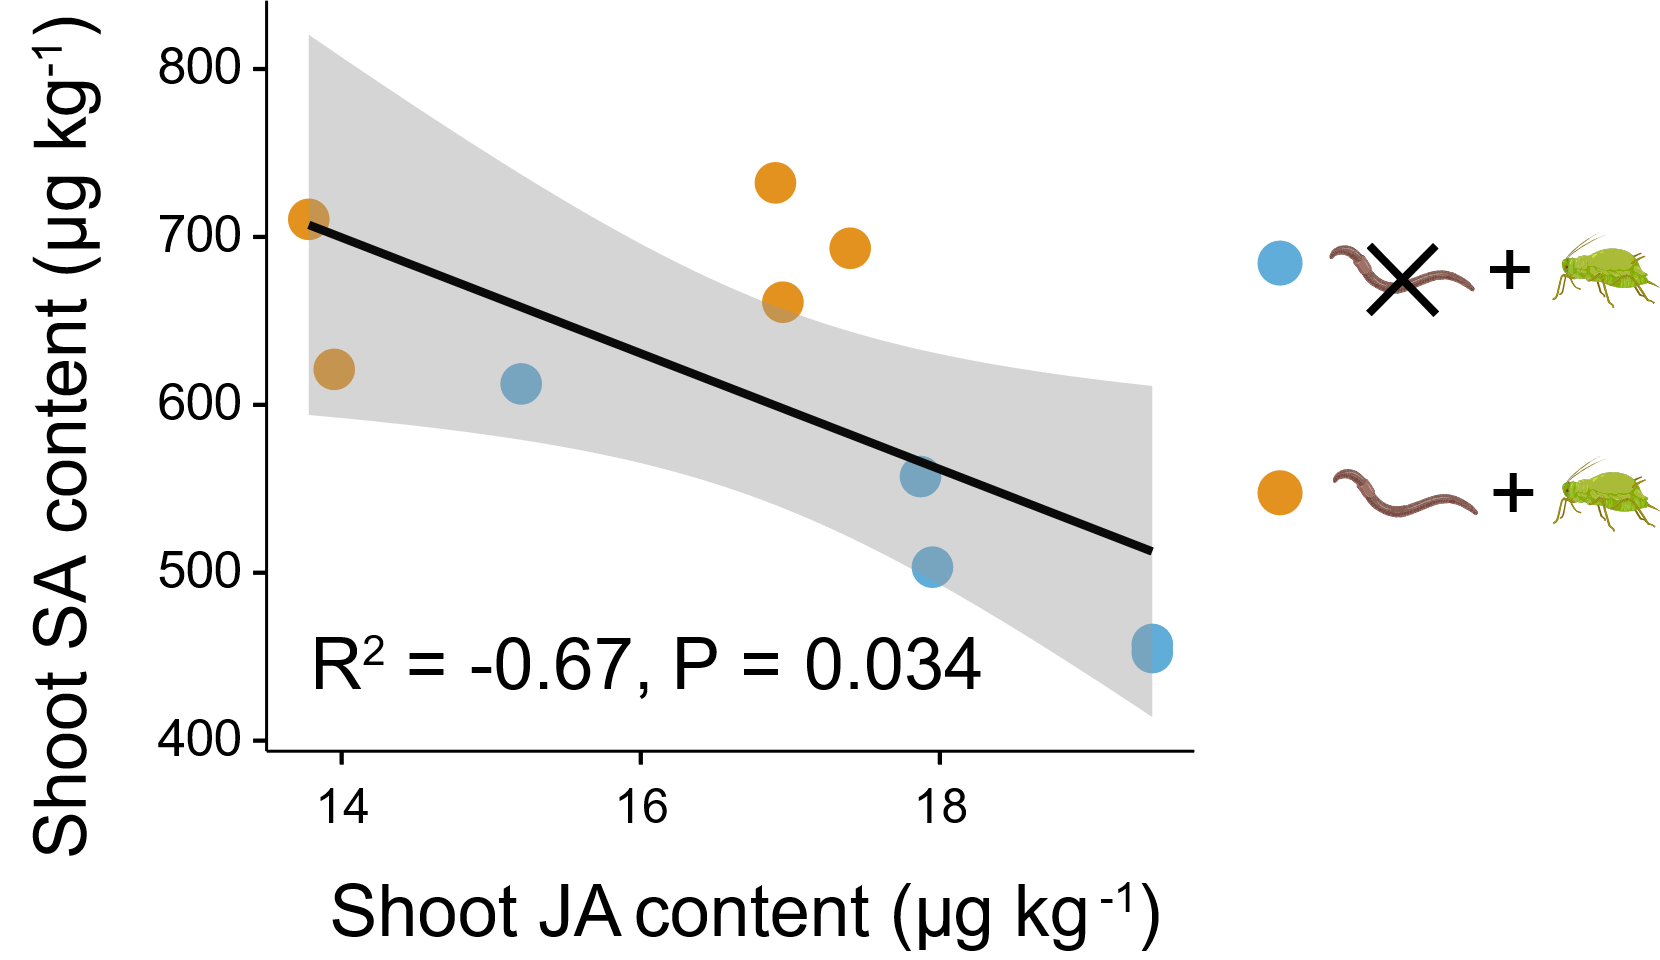 Shoot SA content (µg kg⁻¹)
800
700
600
500
400
R² = -0.67, P = 0.034
14 16 18
Shoot JA content (µg kg⁻¹)
+
+